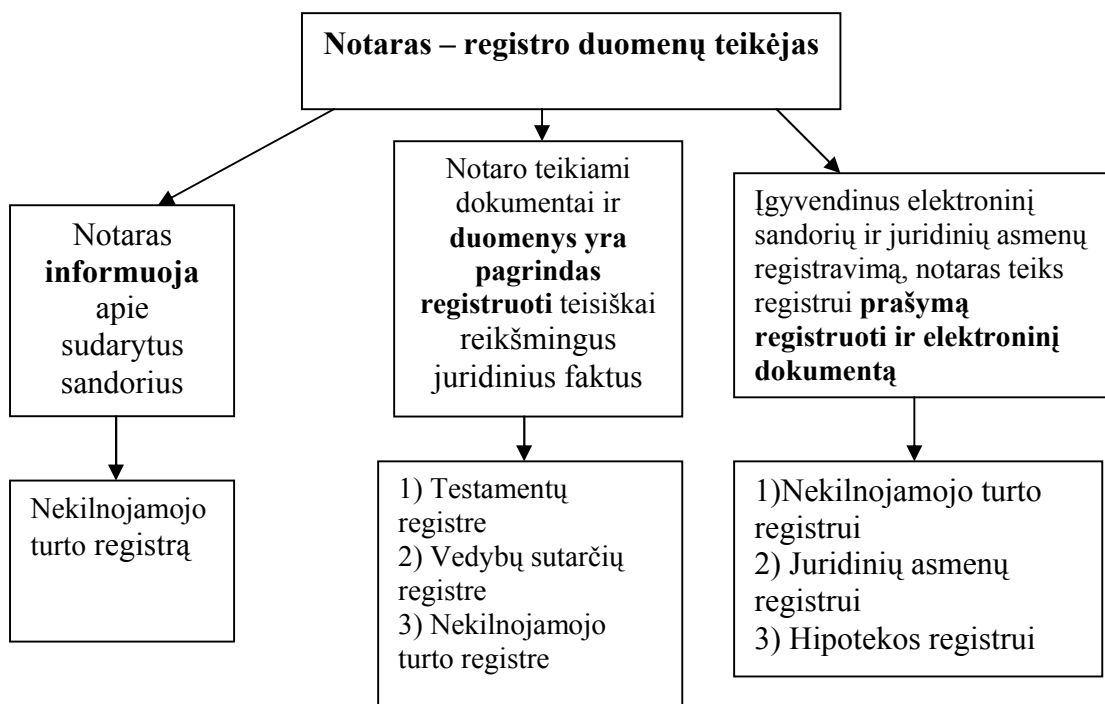 Notaras – registro duomenų teikėjas
Notaras
informuoja
apie
sudarytus
sandorius
Nekilnojamojo
turto registrą
Notaro teikiami
dokumentai ir
duomenys yra
pagrindas
registruoti teisiškai
reikšmingus
juridinius faktus
1) Testamentų
registre
2) Vedybų sutarčių
registre
3) Nekilnojamojo
turto registre
Įgyvendinus elektroninį
sandorių ir juridinių asmenų
registravimą, notaras teiks
registrui prašymą
registruoti ir elektroninį
dokumentą
1)Nekilnojamojo turto
registrui
2) Juridinių asmenų
registrui
3) Hipotekos registrui